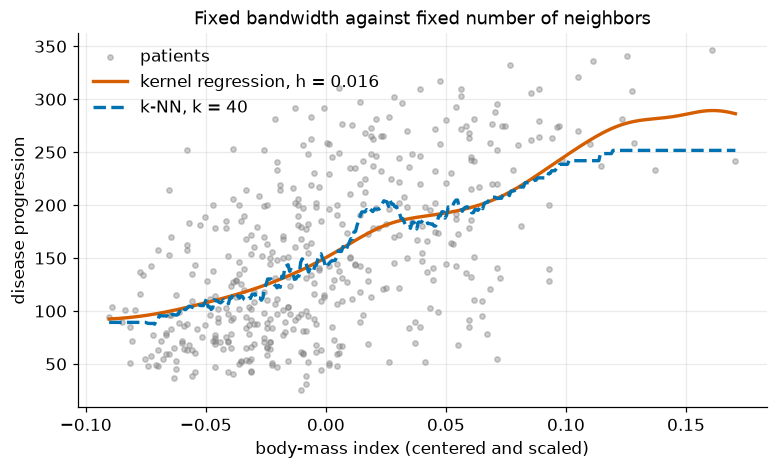 Fixed bandwidth against fixed number of neighbors
patients
kernel regression, h = 0.016
k-NN, k = 40
disease progression
350
300
250
200
150
100
50
−0.10
−0.05
0.00
0.05
0.10
0.15
body-mass index (centered and scaled)